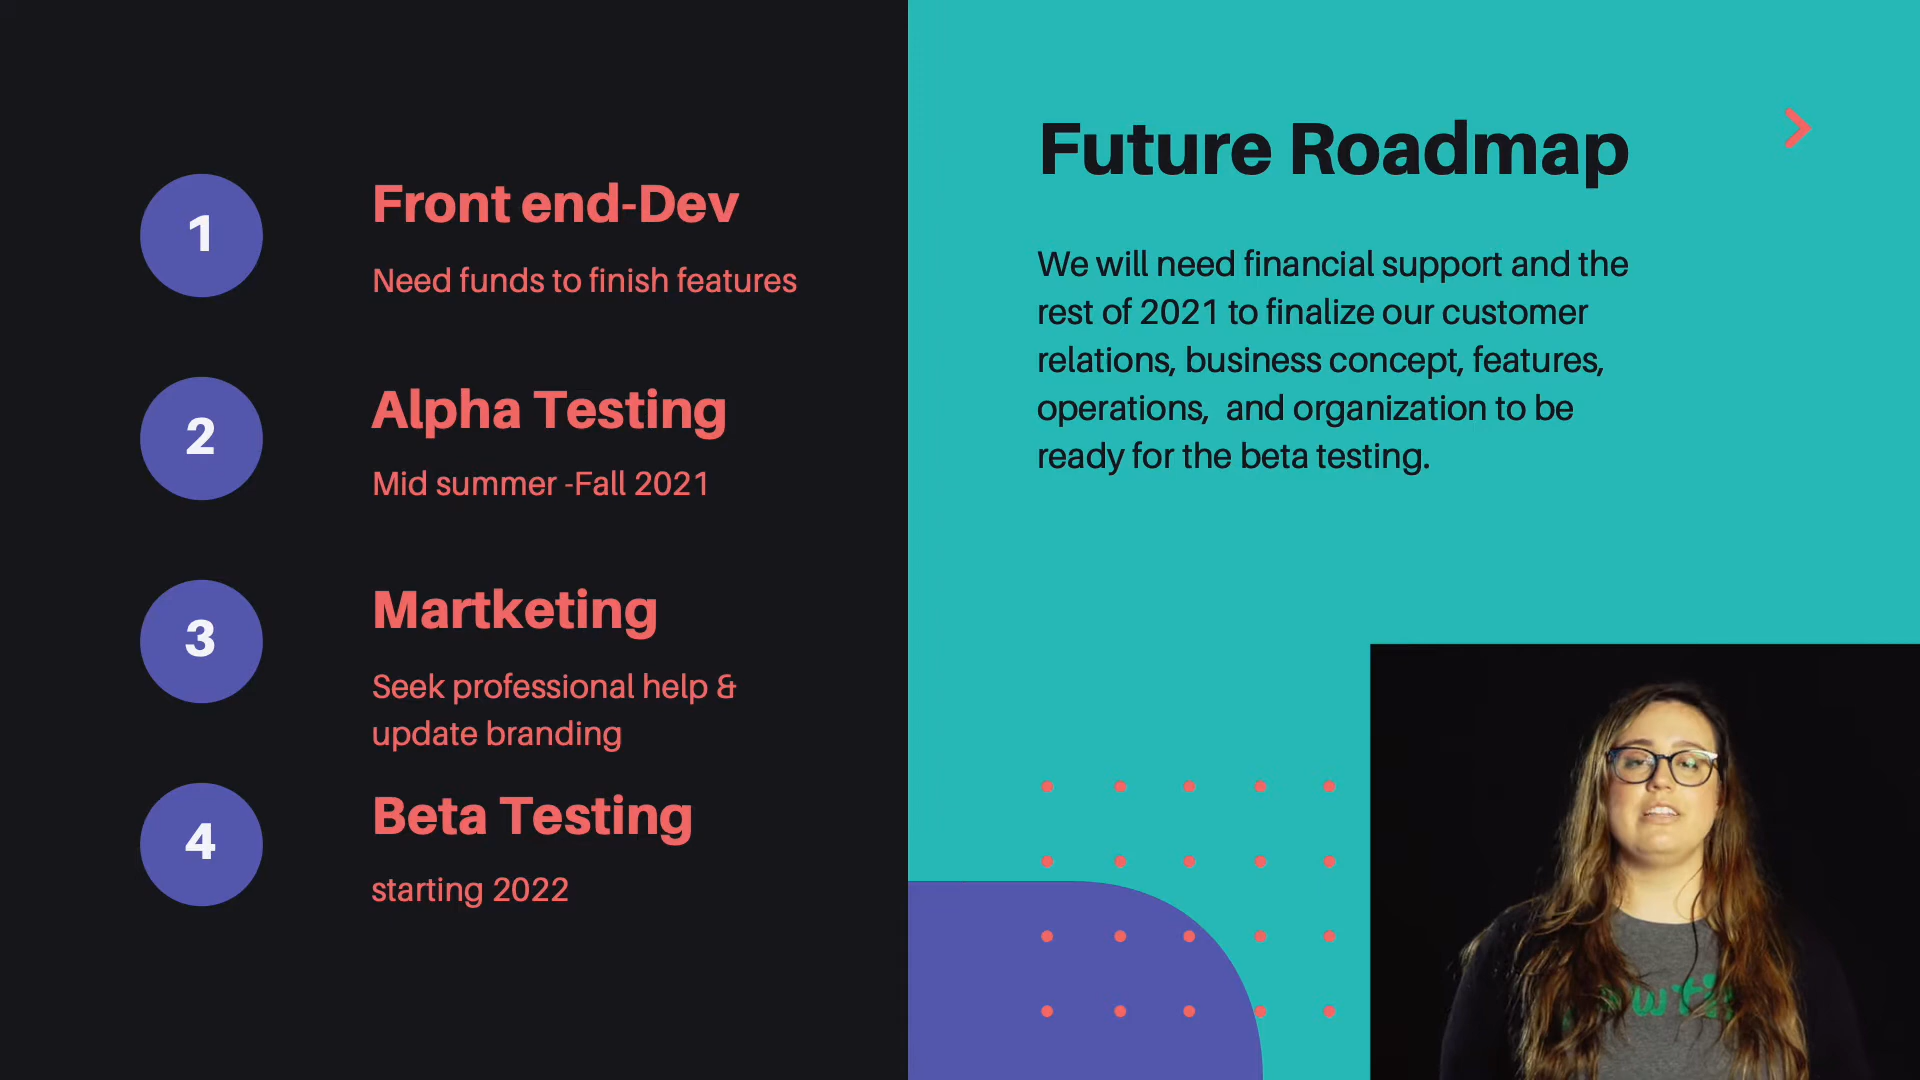 1
Front end-Dev
Need funds to finish features
2
Alpha Testing
Mid summer -Fall 2021
3
Martketing
Seek professional help &
update branding
4
Beta Testing
starting 2022
Future Roadmap
We will need financial support and the
rest of 2021 to finalize our customer
relations, business concept, features,
operations,  and organization to be
ready for the beta testing.